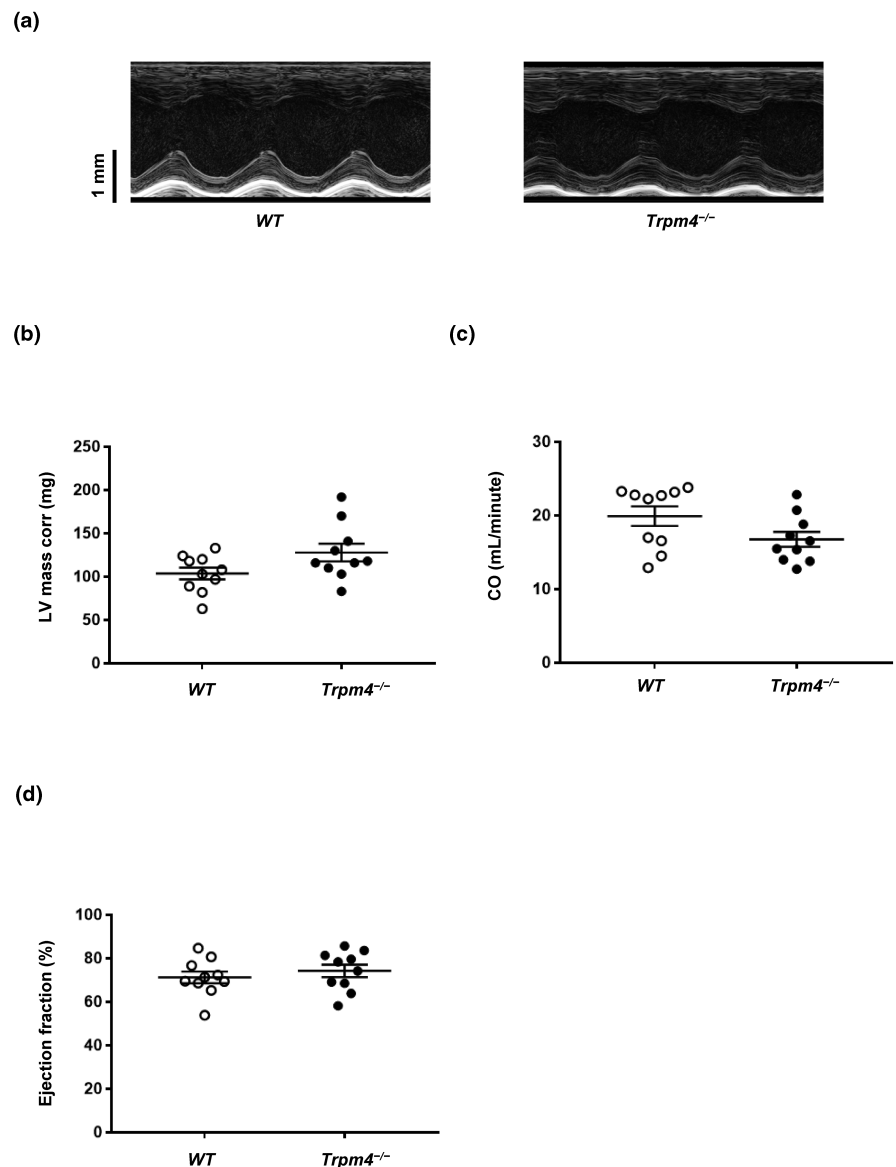 (a)
1 mm
WT
Trpm4⁻/⁻
(b)
LV mass corr (mg)
250
200
150
100
50
0
WT
Trpm4⁻/⁻
(c)
CO (mL/minute)
30
20
10
0
WT
Trpm4⁻/⁻
(d)
Ejection fraction (%)
100
80
60
40
20
0
WT
Trpm4⁻/⁻